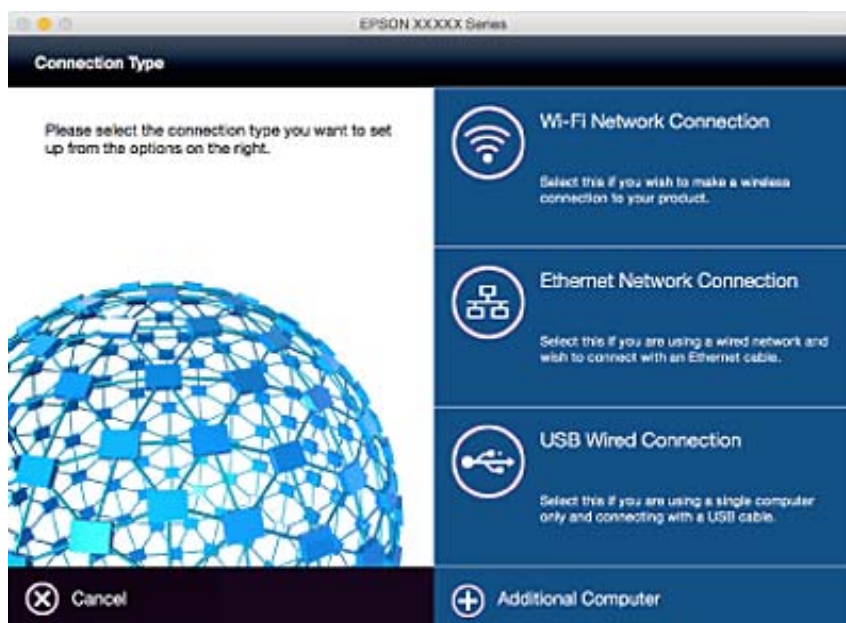 EPSON XXXXX Series
Connection Type
Please select the connection type you want to set
up from the options on the right.
Wi-Fi Network Connection
Select this if you wish to make a wireless
connection to your product.
Ethernet Network Connection
Select this if you are using a wired network and
wish to connect with an Ethernet cable.
USB Wired Connection
Select this if you are using a single computer
only and connecting with a USB cable.
Cancel
Additional Computer